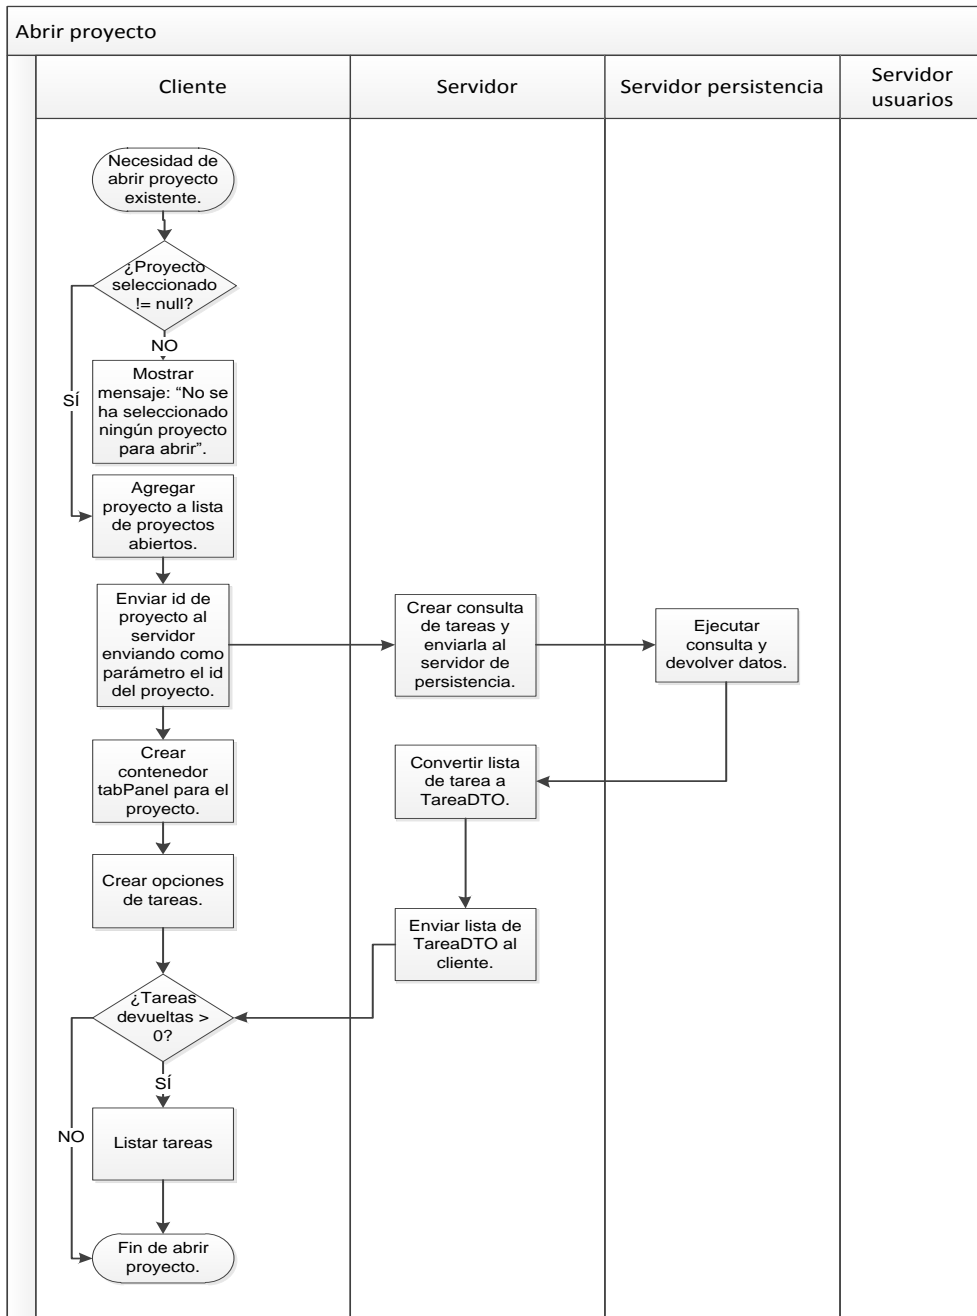 Abrir proyecto
Cliente
Servidor
Servidor persistencia
Servidor
usuarios
Necesidad de
abrir proyecto
existente.
¿Proyecto
seleccionado
!= null?
NO
SÍ
Mostrar
mensaje: “No se
ha seleccionado
ningún proyecto
para abrir”.
Agregar
proyecto a lista
de proyectos
abiertos.
Enviar id de
proyecto al
servidor
enviando como
parámetro el id
del proyecto.
Crear consulta
de tareas y
enviarla al
servidor de
persistencia.
Ejecutar
consulta y
devolver datos.
Crear
contenedor
tabPanel para el
proyecto.
Convertir lista
de tarea a
TareaDTO.
Crear opciones
de tareas.
Enviar lista de
TareaDTO al
cliente.
¿Tareas
devueltas >
0?
SÍ
NO
Listar tareas
Fin de abrir
proyecto.